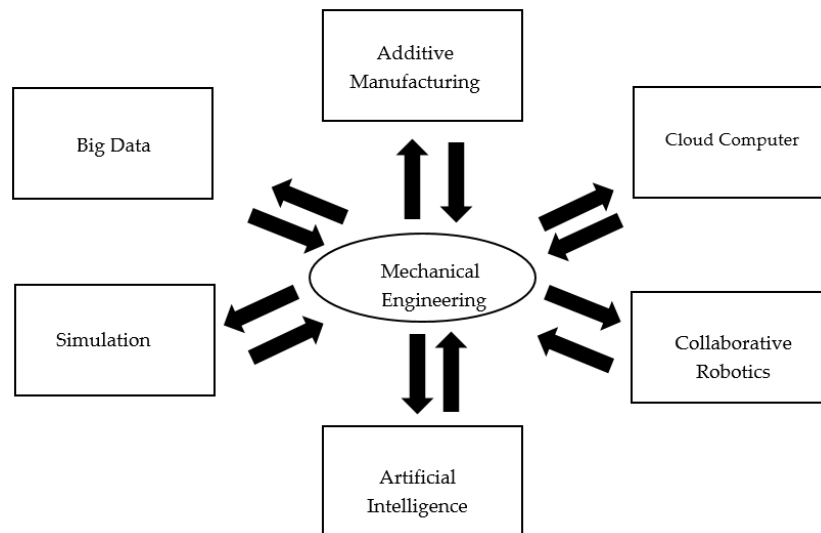 Additive
Manufacturing
Big Data
Cloud Computer
Mechanical
Engineering
Simulation
Collaborative
Robotics
Artificial
Intelligence